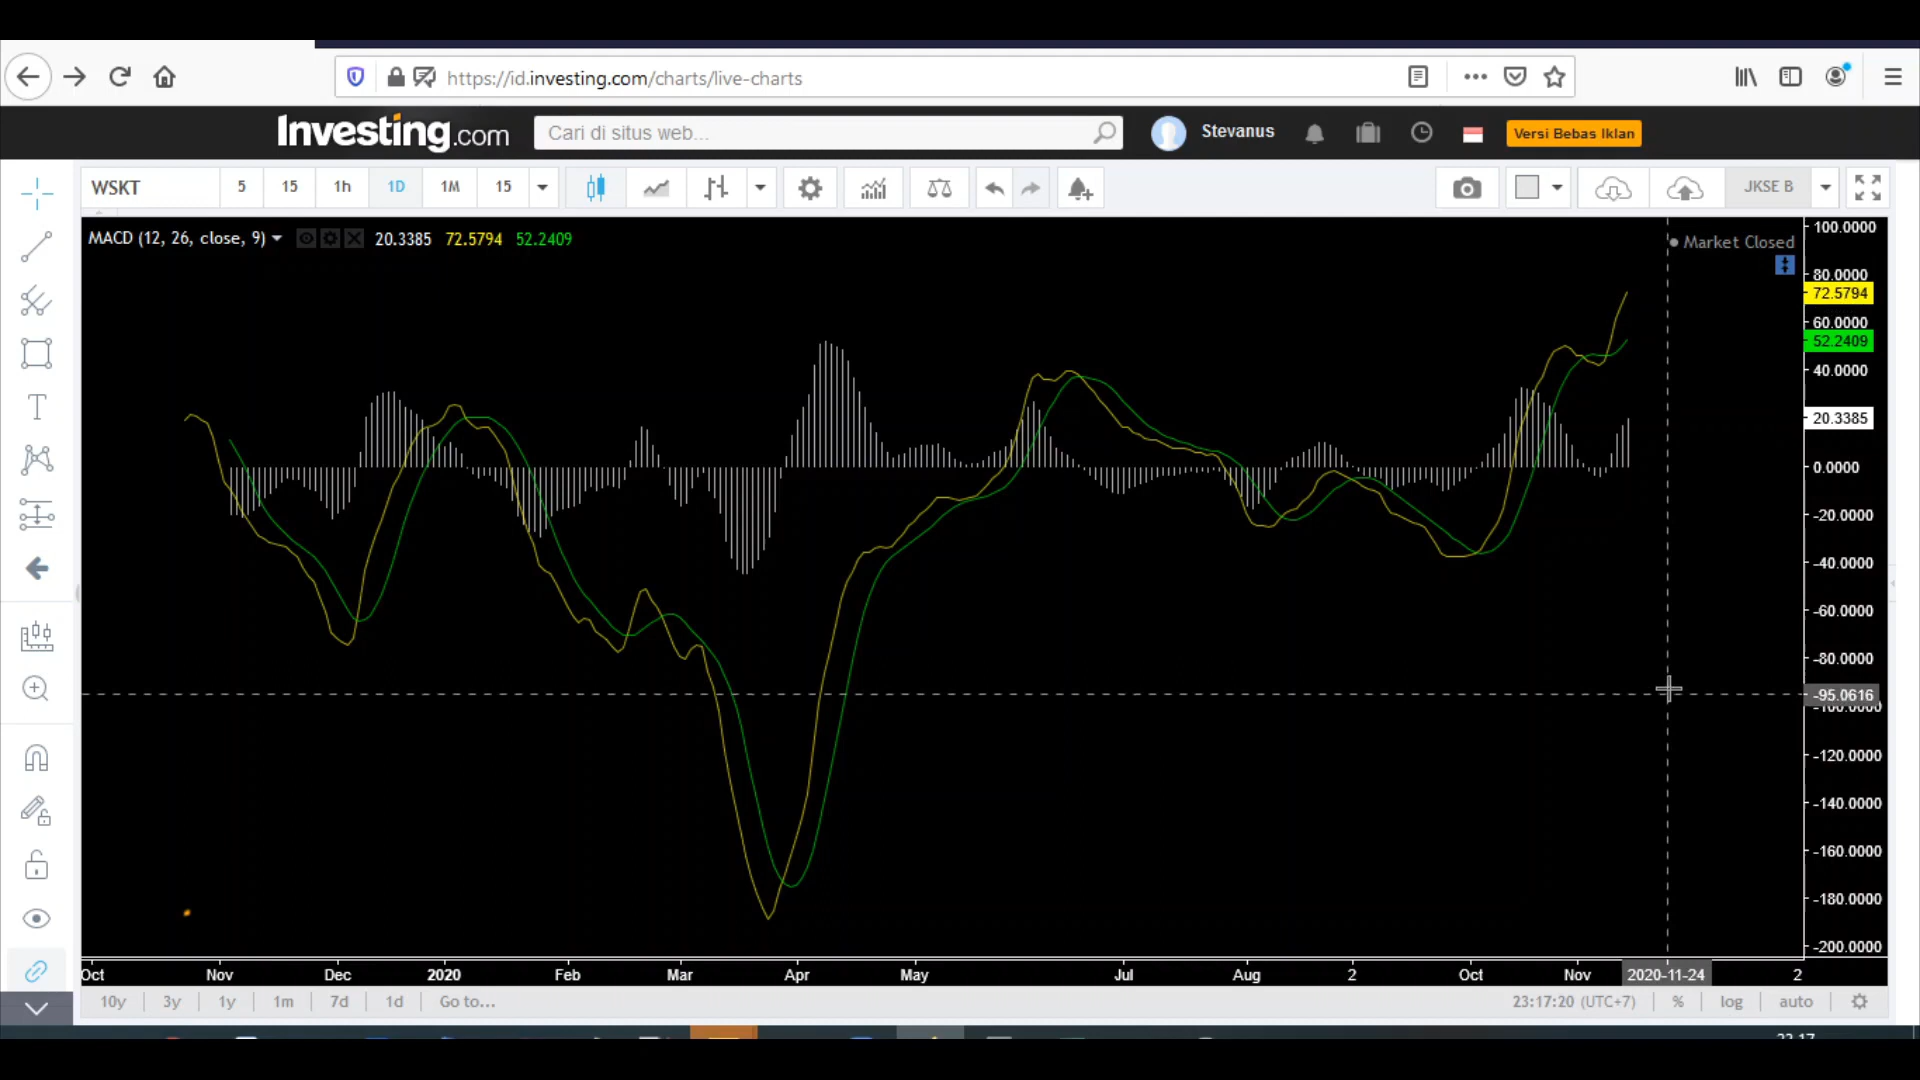 https://id.investing.com/charts/live-charts
Investing.com
Cari di situs web...
Stevanus
Versi Bebas Iklan
WSKT
5
15
1h
1D
1M
15
JKSE B
MACD (12, 26, close, 9)
20.3385
72.5794
52.2409
Market Closed
100.0000
80.0000
72.5794
60.0000
52.2409
40.0000
20.3385
0.0000
-20.0000
-40.0000
-60.0000
-80.0000
-95.0616
-100.0000
-120.0000
-140.0000
-160.0000
-180.0000
-200.0000
Oct
Nov
Dec
2020
Feb
Mar
Apr
May
Jul
Aug
2
Oct
Nov
2020-11-24
2
10y
3y
1y
1m
7d
1d
Go to...
23:17:20 (UTC+7)
%
log
auto